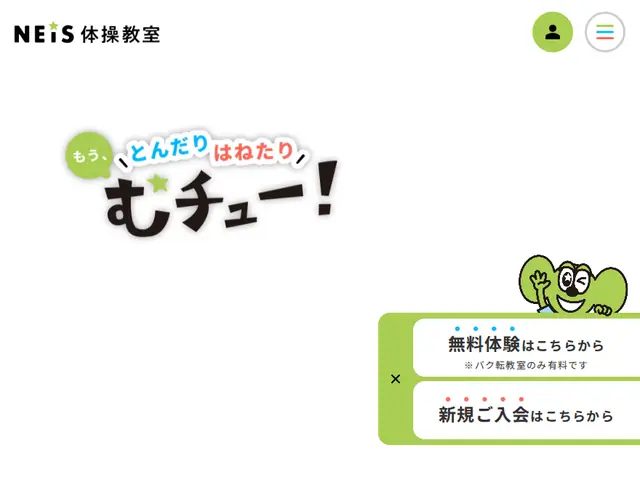 NEiS 体操教室
もう、
とんだり はねたり
むチュー!
無料体験はこちらから
※バク転教室のみ有料です
×
新規ご入会はこちらから